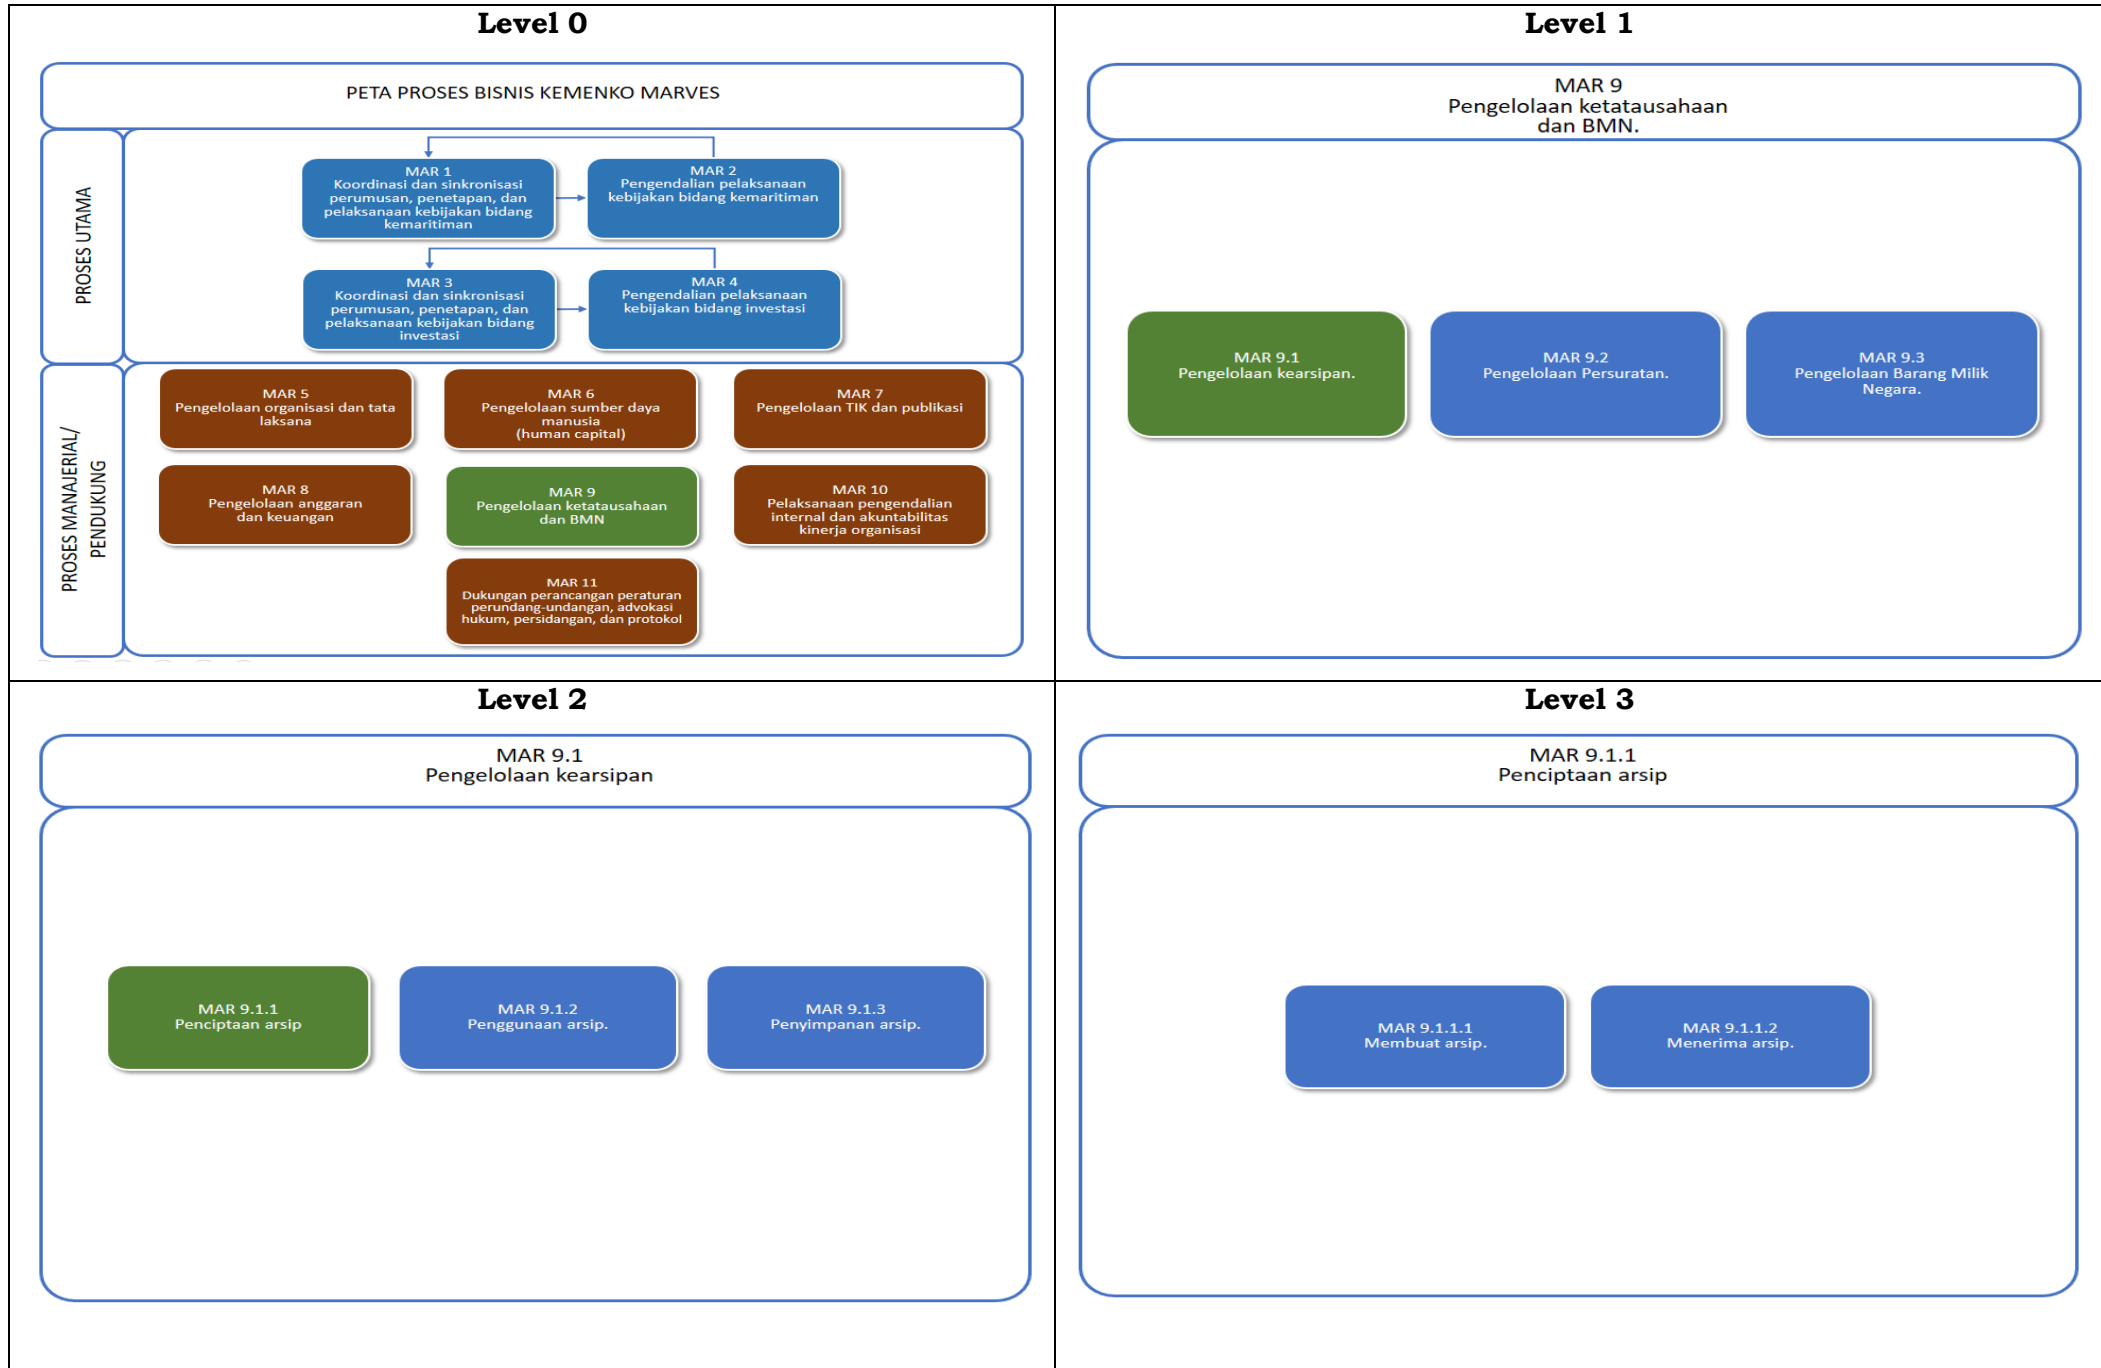 Level 0
PETA PROSES BISNIS KEMENKO MARVES
PROSES UTAMA
MAR 1
Koordinasi dan sinkronisasi
perumusan, penetapan, dan
pelaksanaan kebijakan bidang
kemaritiman
MAR 2
Pengendalian pelaksanaan
kebijakan bidang kemaritiman
MAR 3
Koordinasi dan sinkronisasi
perumusan, penetapan, dan
pelaksanaan kebijakan bidang
investasi
MAR 4
Pengendalian pelaksanaan
kebijakan bidang investasi
PROSES MANAJERIAL/
PENDUKUNG
MAR 5
Pengelolaan organisasi dan tata
laksana
MAR 6
Pengelolaan sumber daya
manusia
(human capital)
MAR 7
Pengelolaan TIK dan publikasi
MAR 8
Pengelolaan anggaran
dan keuangan
MAR 9
Pengelolaan ketatausahaan
dan BMN
MAR 10
Pelaksanaan pengendalian
internal dan akuntabilitas
kinerja organisasi
MAR 11
Dukungan perancangan peraturan
perundang-undangan, advokasi
hukum, persidangan, dan protokol
Level 1
MAR 9
Pengelolaan ketatausahaan
dan BMN.
MAR 9.1
Pengelolaan kearsipan.
MAR 9.2
Pengelolaan Persuratan.
MAR 9.3
Pengelolaan Barang Milik
Negara.
Level 2
MAR 9.1
Pengelolaan kearsipan
MAR 9.1.1
Penciptaan arsip
MAR 9.1.2
Penggunaan arsip.
MAR 9.1.3
Penyimpanan arsip.
Level 3
MAR 9.1.1
Penciptaan arsip
MAR 9.1.1.1
Membuat arsip.
MAR 9.1.1.2
Menerima arsip.